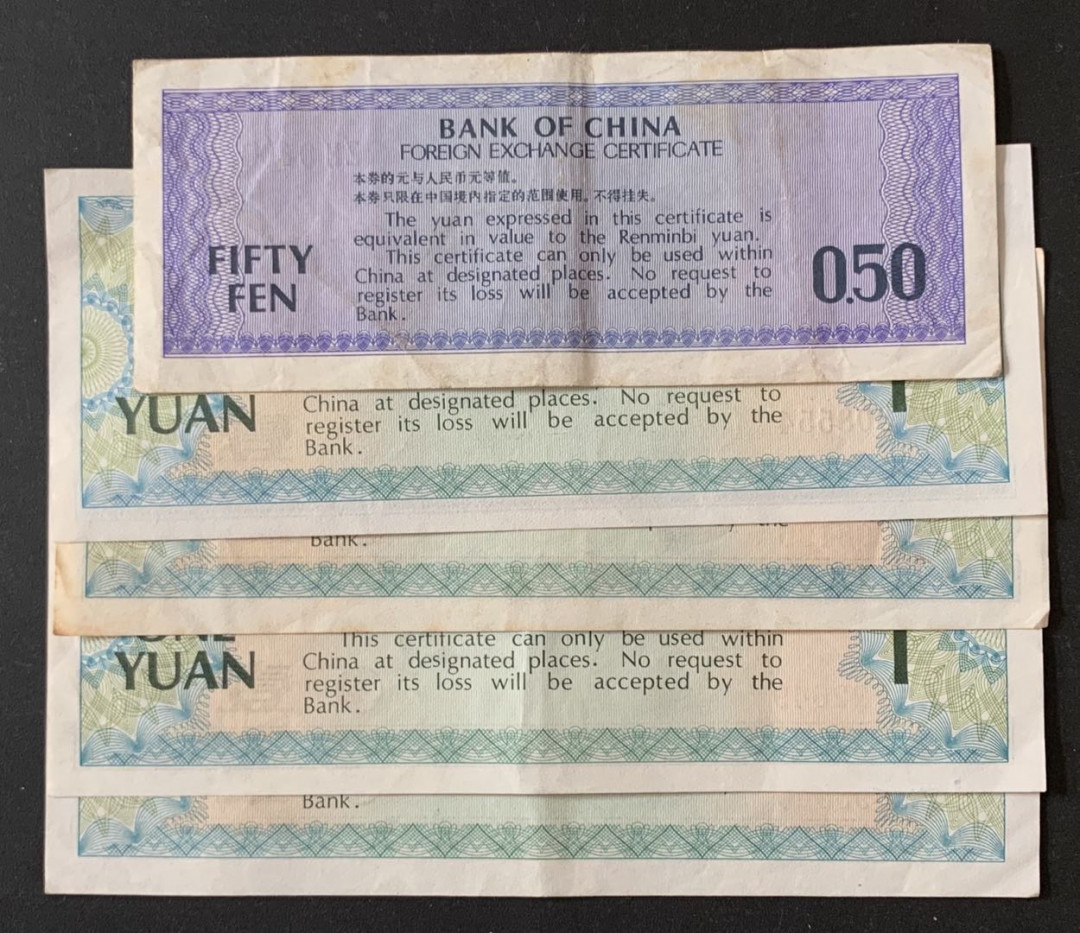 BANK OF CHINA
FOREIGN EXCHANGE CERTIFICATE
本券的元与人民币元等值。
本券只限在中国境内指定的范围使用,不得挂失。
The yuan expressed in this certificate is
equivalent in value to the Renminbi yuan.
This certificate can only be used within
China at designated places. No request to
register its loss will be accepted by the
Bank.
FIFTY
FEN
0.50
YUAN
China at designated places. No request to
register its loss will be accepted by the
Bank.
1
Bank.
ONE
YUAN
This certificate can only be used within
China at designated places. No request to
register its loss will be accepted by the
Bank.
1
Bank.